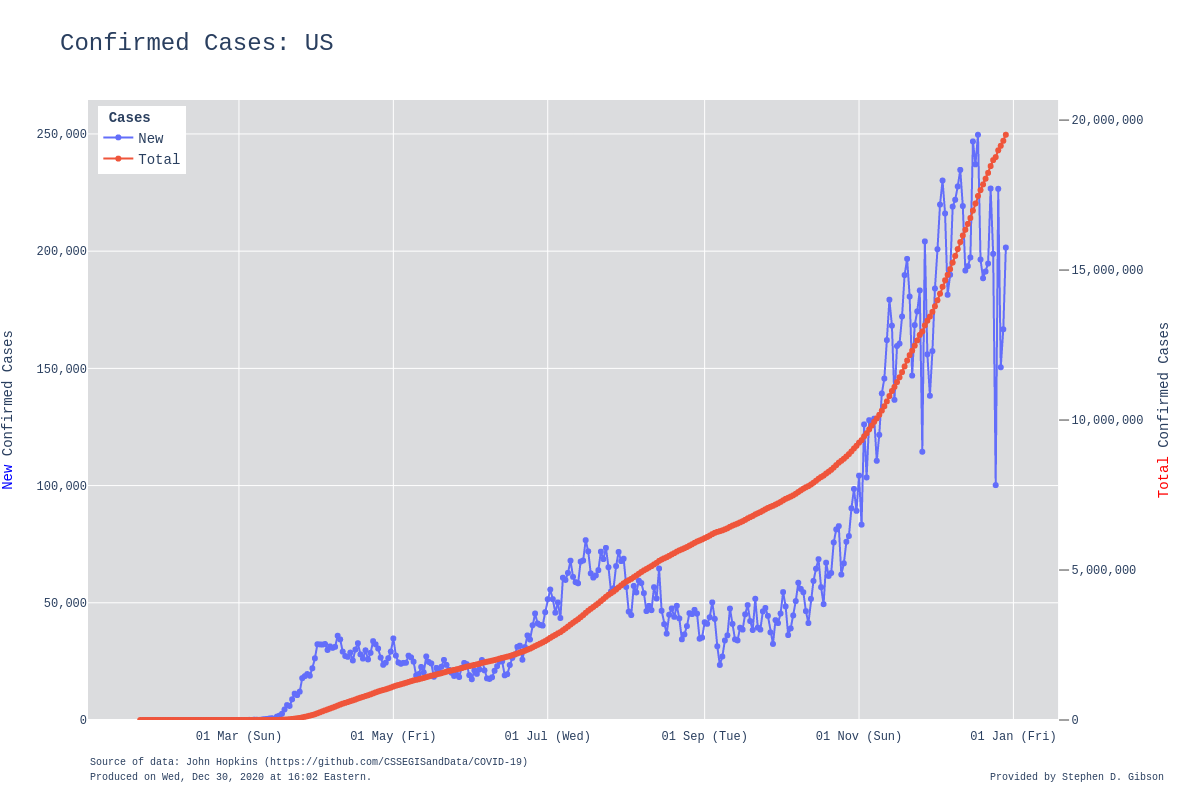 Confirmed Cases: US
Cases
New
Total
250,000
200,000
150,000
100,000
50,000
0
20,000,000
15,000,000
10,000,000
5,000,000
0
New Confirmed Cases
Total Confirmed Cases
01 Mar (Sun)
01 May (Fri)
01 Jul (Wed)
01 Sep (Tue)
01 Nov (Sun)
01 Jan (Fri)
Source of data: John Hopkins (https://github.com/CSSEGISandData/COVID-19)
Produced on Wed, Dec 30, 2020 at 16:02 Eastern.
Provided by Stephen D. Gibson